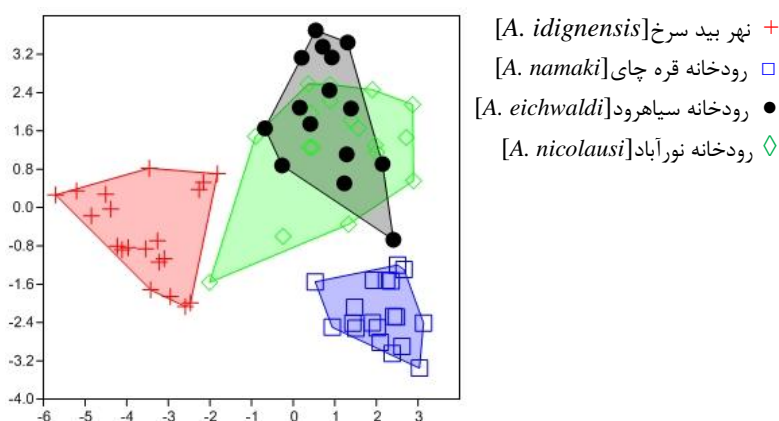 نهر بید سرخ[A. idignensis]
رودخانه قره چای[A. namaki]
رودخانه سیاهرود[A. eichwaldi]
رودخانه نورآباد[A. nicolausi]
3.2
2.4
1.6
0.8
0.0
-0.8
-1.6
-2.4
-3.2
-4.0
-6 -5 -4 -3 -2 -1 0 1 2 3